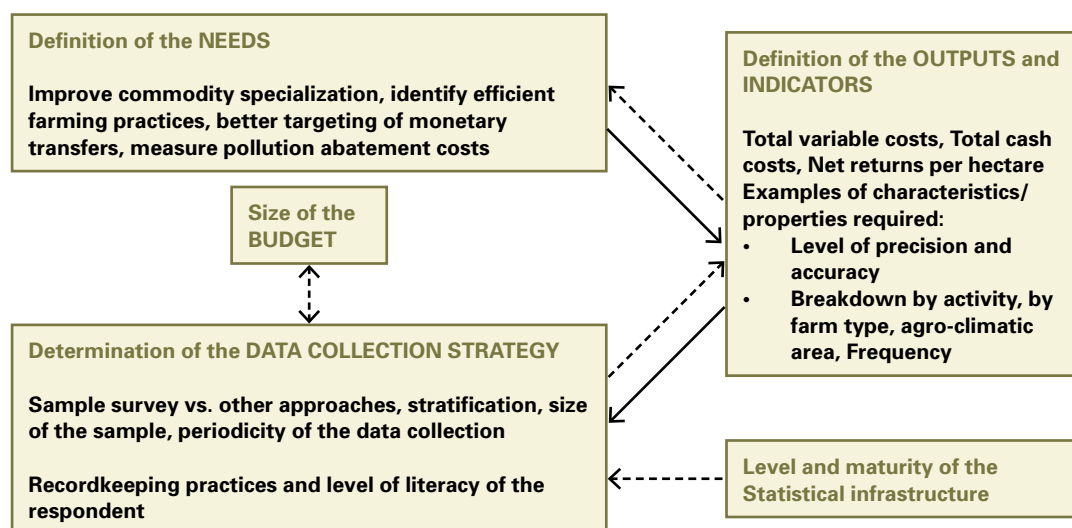 Definition of the NEEDS
Improve commodity specialization, identify efficient
farming practices, better targeting of monetary
transfers, measure pollution abatement costs
Definition of the OUTPUTS and
INDICATORS
Total variable costs, Total cash
costs, Net returns per hectare
Examples of characteristics/
properties required:
• Level of precision and
accuracy
• Breakdown by activity, by
farm type, agro-climatic
area, Frequency
Size of the
BUDGET
Determination of the DATA COLLECTION STRATEGY
Sample survey vs. other approaches, stratification, size
of the sample, periodicity of the data collection
Recordkeeping practices and level of literacy of the
respondent
Level and maturity of the
Statistical infrastructure